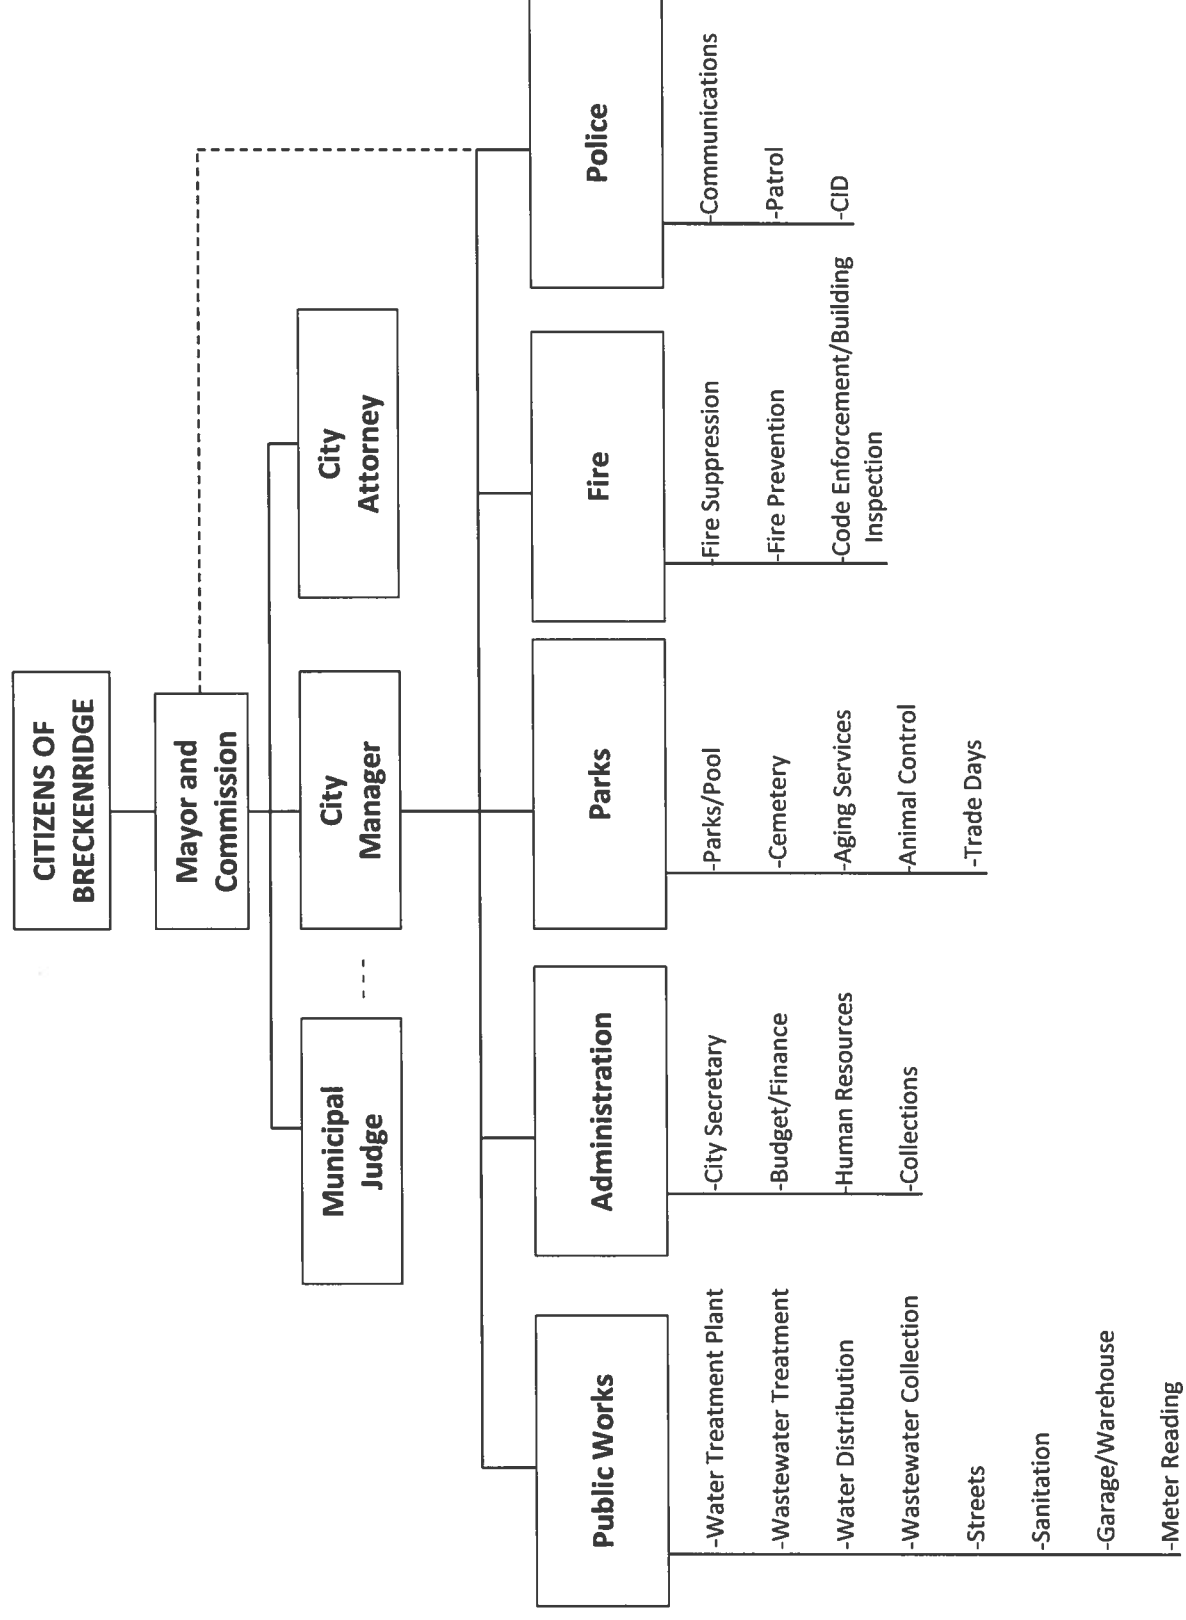 CITIZENS OF
BRECKENRIDGE
Mayor and
Commission
Municipal
Judge
City
Manager
City
Attorney
Public Works
-Water Treatment Plant
-Wastewater Treatment
-Water Distribution
-Wastewater Collection
-Streets
-Sanitation
-Garage/Warehouse
-Meter Reading
Administration
-City Secretary
-Budget/Finance
-Human Resources
-Collections
Parks
-Parks/Pool
-Cemetery
-Aging Services
-Animal Control
-Trade Days
Fire
-Fire Suppression
-Fire Prevention
-Code Enforcement/Building
Inspection
Police
-Communications
-Patrol
-CID